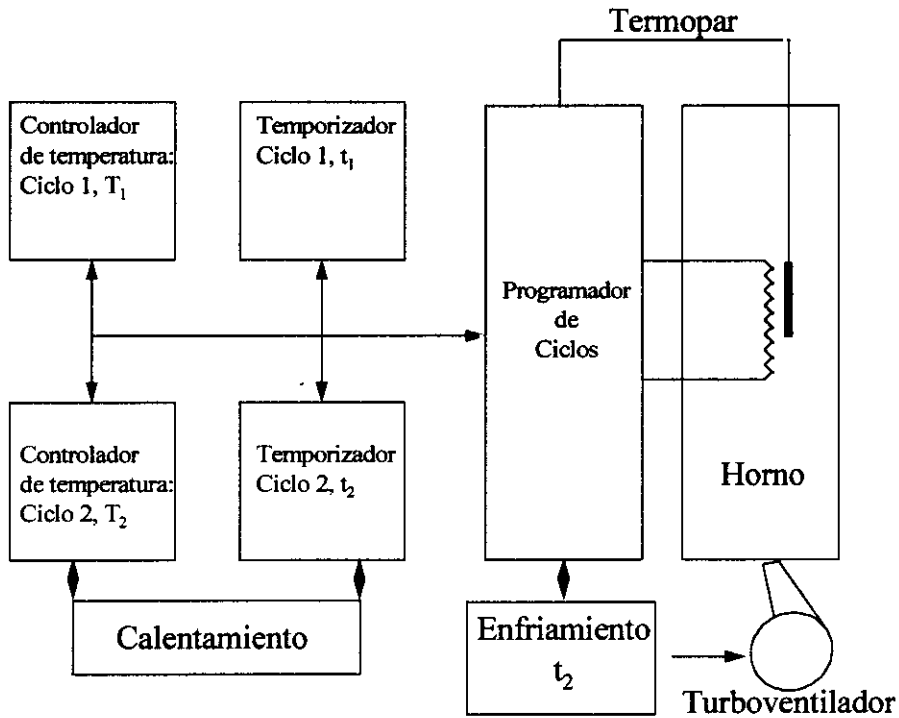 Termopar
Controlador
de temperatura:
Ciclo 1, T₁
Temporizador
Ciclo 1, t₁
Programador
de
Ciclos
Controlador
de temperatura:
Ciclo 2, T₂
Temporizador
Ciclo 2, t₂
Horno
Calentamiento
Enfriamiento
t₂
Turboventilador